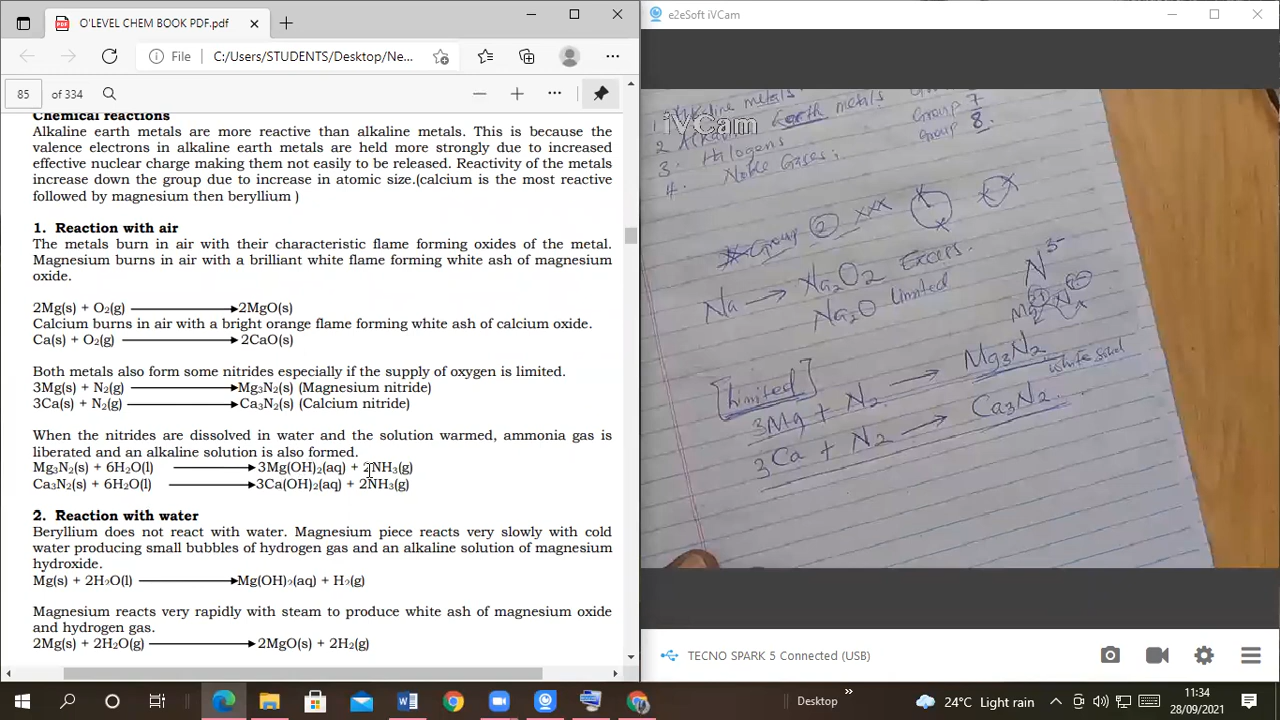 O'LEVEL CHEM BOOK PDF.pdf
File
C:/Users/STUDENTS/Desktop/Ne...
85 of 334
Chemical reactions
Alkaline earth metals are more reactive than alkaline metals. This is because the
valence electrons in alkaline earth metals are held more strongly due to increased
effective nuclear charge making them not easily to be released. Reactivity of the metals
increase down the group due to increase in atomic size.(calcium is the most reactive
followed by magnesium then beryllium )
1. Reaction with air
The metals burn in air with their characteristic flame forming oxides of the metal.
Magnesium burns in air with a brilliant white flame forming white ash of magnesium
oxide.
2Mg(s) + O₂(g) → 2MgO(s)
Calcium burns in air with a bright orange flame forming white ash of calcium oxide.
Ca(s) + O₂(g) → 2CaO(s)
Both metals also form some nitrides especially if the supply of oxygen is limited.
3Mg(s) + N₂(g) → Mg₃N₂(s) (Magnesium nitride)
3Ca(s) + N₂(g) → Ca₃N₂(s) (Calcium nitride)
When the nitrides are dissolved in water and the solution warmed, ammonia gas is
liberated and an alkaline solution is also formed.
Mg₃N₂(s) + 6H₂O(l) → 3Mg(OH)₂(aq) + 2NH₃(g)
Ca₃N₂(s) + 6H₂O(l) → 3Ca(OH)₂(aq) + 2NH₃(g)
2. Reaction with water
Beryllium does not react with water. Magnesium piece reacts very slowly with cold
water producing small bubbles of hydrogen gas and an alkaline solution of magnesium
hydroxide.
Mg(s) + 2H₂O(l) → Mg(OH)₂(aq) + H₂(g)
Magnesium reacts very rapidly with steam to produce white ash of magnesium oxide
and hydrogen gas.
2Mg(s) + 2H₂O(g) → 2MgO(s) + 2H₂(g)
e2eSoft iVCam
iVCam
metals
earth metals
Group 7
3. Halogens
group 8.
4. Noble Gases
Group 2 xxx
Na → Na₂O₂ Excess.
Na₂O Limited
N³⁻
[Limited]
3Mg + N₂ → Mg₃N₂
white solid
3Ca + N₂ → Ca₃N₂.
TECNO SPARK 5 Connected (USB)
Desktop
24°C Light rain
11:34
28/09/2021